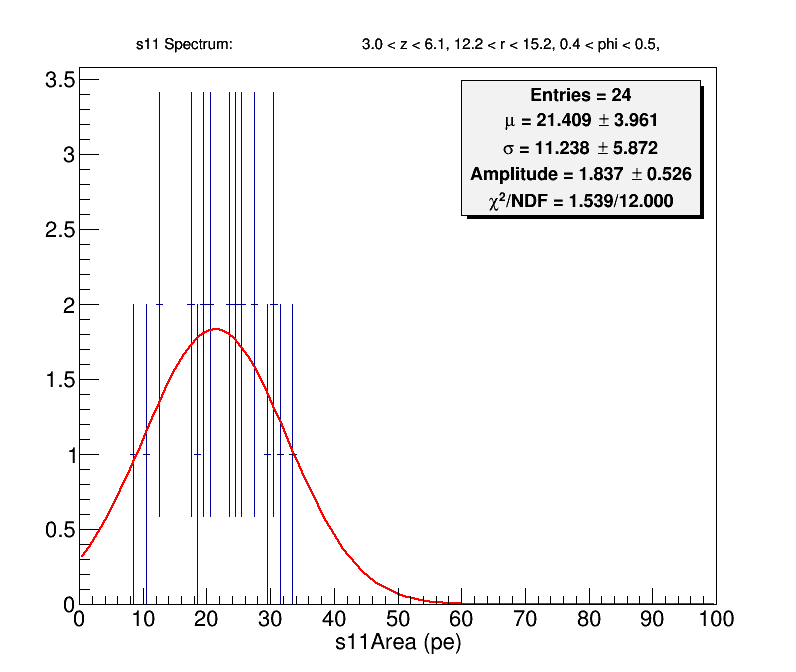 s11 Spectrum: 3.0 < z < 6.1, 12.2 < r < 15.2, 0.4 < phi < 0.5,
Entries = 24
μ = 21.409 ± 3.961
σ = 11.238 ± 5.872
Amplitude = 1.837 ± 0.526
χ²/NDF = 1.539/12.000
3.5
3
2.5
2
1.5
1
0.5
0
0 10 20 30 40 50 60 70 80 90 100
s11Area (pe)